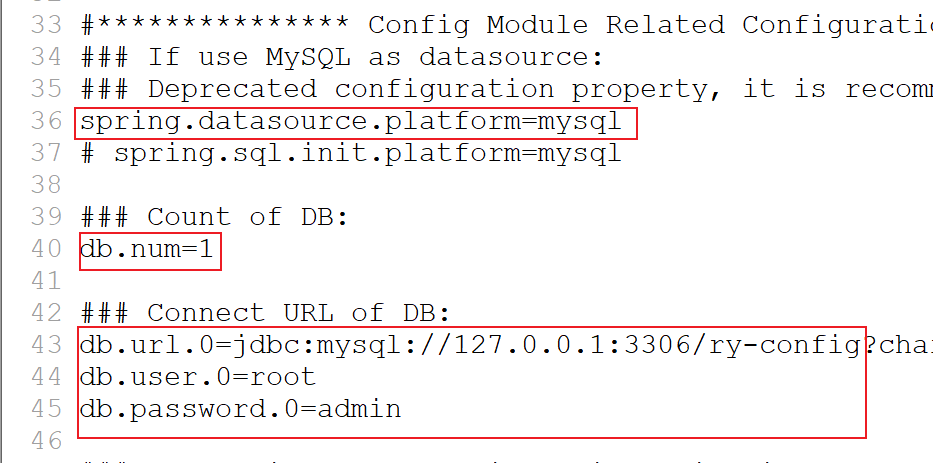 33 #*************** Config Module Related Configurati
34 ### If use MySQL as datasource:
35 ### Deprecated configuration property, it is recom
36 spring.datasource.platform=mysql
37 # spring.sql.init.platform=mysql
38
39 ### Count of DB:
40 db.num=1
41
42 ### Connect URL of DB:
43 db.url.0=jdbc:mysql://127.0.0.1:3306/ry-config?cha
44 db.user.0=root
45 db.password.0=admin
46